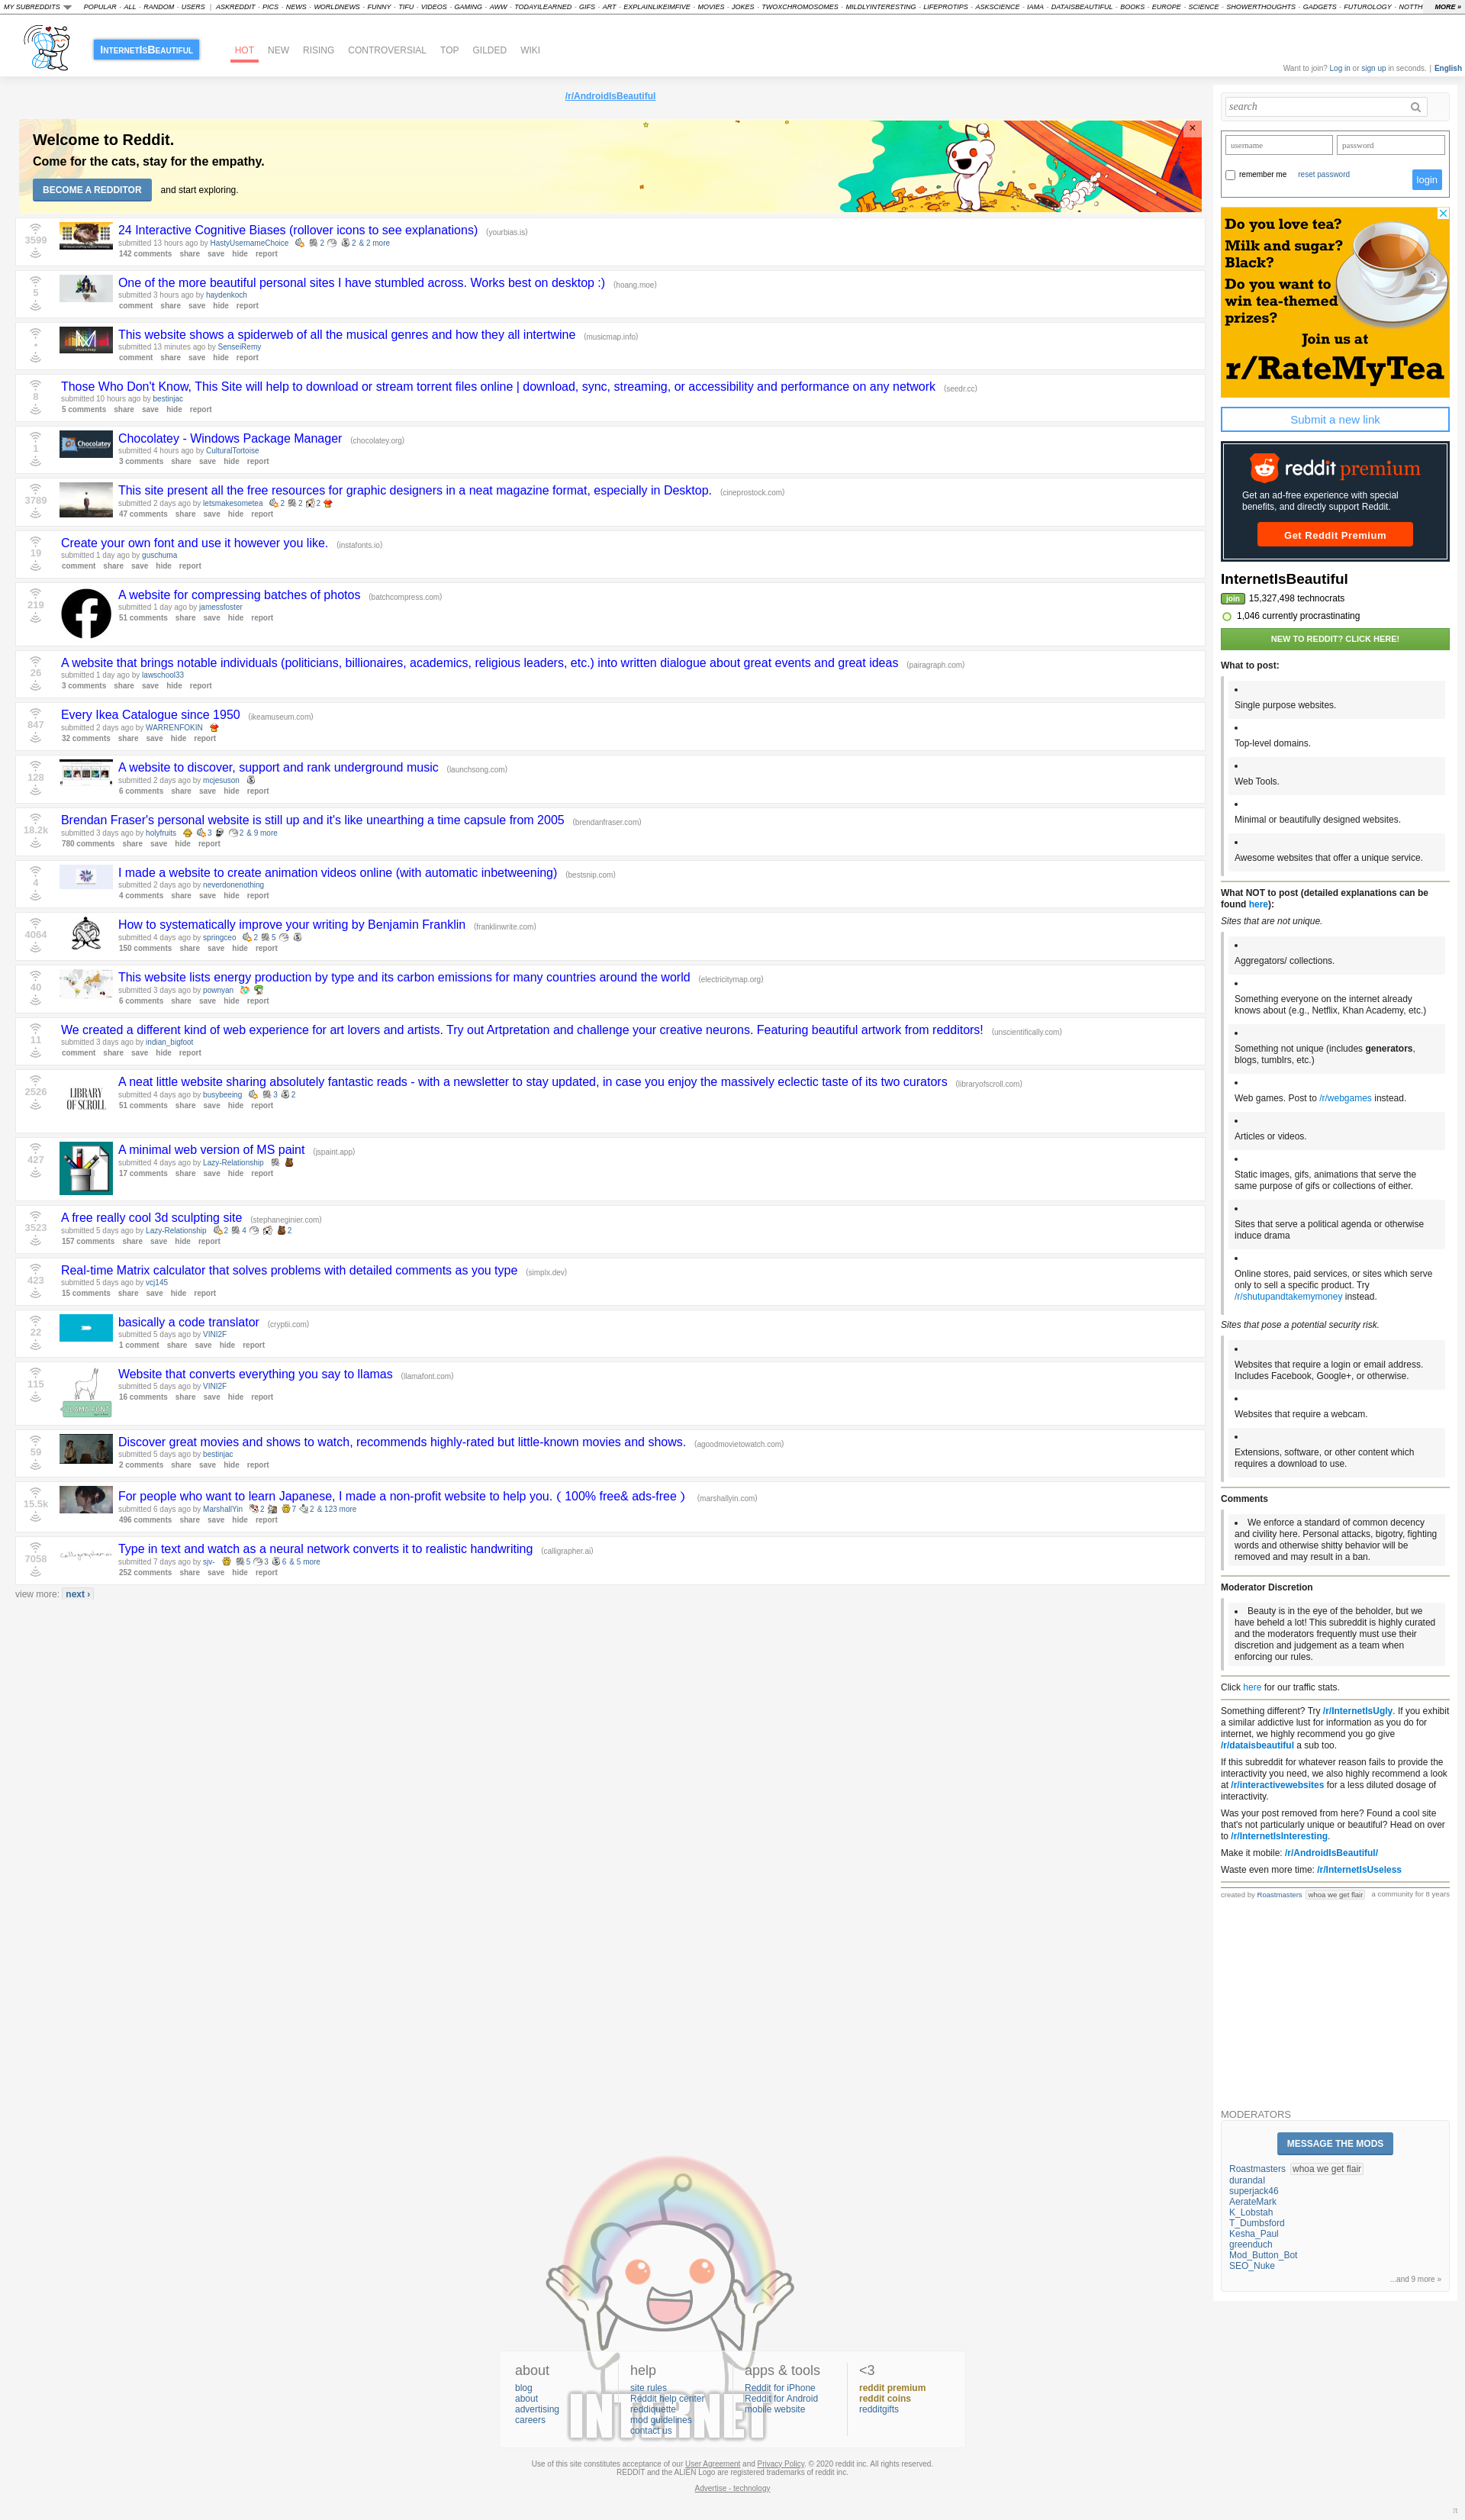 MY SUBREDDITS POPULAR - ALL - RANDOM - USERS | ASKREDDIT - PICS - NEWS - WORLDNEWS - FUNNY - TIFU - VIDEOS - GAMING - AWW - TODAYILEARNED - GIFS - ART - EXPLAINLIKEIMFIVE - MOVIES - JOKES - TWOXCHROMOSOMES - MILDLYINTERESTING - LIFEPROTIPS - ASKSCIENCE - IAMA - DATAISBEAUTIFUL - BOOKS - EUROPE - SCIENCE - SHOWERTHOUGHTS - GADGETS - FUTUROLOGY - NOTTH MORE »
InternetIsBeautiful HOT NEW RISING CONTROVERSIAL TOP GILDED WIKI
Want to join? Log in or sign up in seconds. | English
/r/AndroidIsBeautiful
Welcome to Reddit.
Come for the cats, stay for the empathy.
BECOME A REDDITOR and start exploring.
3599
24 Interactive Cognitive Biases (rollover icons to see explanations) (yourbias.is)
submitted 13 hours ago by HastyUsernameChoice 2 2 & 2 more
142 comments share save hide report
5
One of the more beautiful personal sites I have stumbled across. Works best on desktop :) (hoang.moe)
submitted 3 hours ago by haydenkoch
comment share save hide report
•
This website shows a spiderweb of all the musical genres and how they all intertwine (musicmap.info)
submitted 13 minutes ago by SenseiRemy
comment share save hide report
8
Those Who Don't Know, This Site will help to download or stream torrent files online | download, sync, streaming, or accessibility and performance on any network (seedr.cc)
submitted 10 hours ago by bestinjac
5 comments share save hide report
1
Chocolatey
Chocolatey - Windows Package Manager (chocolatey.org)
submitted 4 hours ago by CulturalTortoise
3 comments share save hide report
3789
This site present all the free resources for graphic designers in a neat magazine format, especially in Desktop. (cineprostock.com)
submitted 2 days ago by letsmakesometea 2 2 2
47 comments share save hide report
19
Create your own font and use it however you like. (instafonts.io)
submitted 1 day ago by guschuma
comment share save hide report
219
A website for compressing batches of photos (batchcompress.com)
submitted 1 day ago by jamessfoster
51 comments share save hide report
26
A website that brings notable individuals (politicians, billionaires, academics, religious leaders, etc.) into written dialogue about great events and great ideas (pairagraph.com)
submitted 1 day ago by lawschool33
3 comments share save hide report
847
Every Ikea Catalogue since 1950 (ikeamuseum.com)
submitted 2 days ago by WARRENFOKIN
32 comments share save hide report
128
A website to discover, support and rank underground music (launchsong.com)
submitted 2 days ago by mcjesuson
6 comments share save hide report
18.2k
Brendan Fraser's personal website is still up and it's like unearthing a time capsule from 2005 (brendanfraser.com)
submitted 3 days ago by holyfruits 3 2 & 9 more
780 comments share save hide report
4
I made a website to create animation videos online (with automatic inbetweening) (bestsnip.com)
submitted 2 days ago by neverdonenothing
4 comments share save hide report
4064
How to systematically improve your writing by Benjamin Franklin (franklinwrite.com)
submitted 4 days ago by springceo 2 5
150 comments share save hide report
40
This website lists energy production by type and its carbon emissions for many countries around the world (electricitymap.org)
submitted 3 days ago by pownyan
6 comments share save hide report
11
We created a different kind of web experience for art lovers and artists. Try out Artpretation and challenge your creative neurons. Featuring beautiful artwork from redditors! (unscientifically.com)
submitted 3 days ago by indian_bigfoot
comment share save hide report
2526
LIBRARY OF SCROLL
A neat little website sharing absolutely fantastic reads - with a newsletter to stay updated, in case you enjoy the massively eclectic taste of its two curators (libraryofscroll.com)
submitted 4 days ago by busybeeing 3 2
51 comments share save hide report
427
A minimal web version of MS paint (jspaint.app)
submitted 4 days ago by Lazy-Relationship
17 comments share save hide report
3523
A free really cool 3d sculpting site (stephaneginier.com)
submitted 5 days ago by Lazy-Relationship 2 4 2
157 comments share save hide report
423
Real-time Matrix calculator that solves problems with detailed comments as you type (simplx.dev)
submitted 5 days ago by vcj145
15 comments share save hide report
22
basically a code translator (cryptii.com)
submitted 5 days ago by VINI2F
1 comment share save hide report
115
LLAMA FONT
Website that converts everything you say to llamas (llamafont.com)
submitted 5 days ago by VINI2F
16 comments share save hide report
59
Discover great movies and shows to watch, recommends highly-rated but little-known movies and shows. (agoodmovietowatch.com)
submitted 5 days ago by bestinjac
2 comments share save hide report
15.5k
For people who want to learn Japanese, I made a non-profit website to help you. ( 100% free& ads-free ) (marshallyin.com)
submitted 6 days ago by MarshallYin 2 7 2 & 123 more
496 comments share save hide report
7058
Type in text and watch as a neural network converts it to realistic handwriting (calligrapher.ai)
submitted 7 days ago by sjv- 5 3 6 & 5 more
252 comments share save hide report
view more: next ›
search
username password
remember me reset password login
Do you love tea?
Milk and sugar?
Black?
Do you want to
win tea-themed
prizes?
Join us at
r/RateMyTea
Submit a new link
reddit premium
Get an ad-free experience with special
benefits, and directly support Reddit.
Get Reddit Premium
InternetIsBeautiful
join 15,327,498 technocrats
1,046 currently procrastinating
NEW TO REDDIT? CLICK HERE!
What to post:
Single purpose websites.
Top-level domains.
Web Tools.
Minimal or beautifully designed websites.
Awesome websites that offer a unique service.
What NOT to post (detailed explanations can be
found here):
Sites that are not unique.
Aggregators/ collections.
Something everyone on the internet already
knows about (e.g., Netflix, Khan Academy, etc.)
Something not unique (includes generators,
blogs, tumblrs, etc.)
Web games. Post to /r/webgames instead.
Articles or videos.
Static images, gifs, animations that serve the
same purpose of gifs or collections of either.
Sites that serve a political agenda or otherwise
induce drama
Online stores, paid services, or sites which serve
only to sell a specific product. Try
/r/shutupandtakemymoney instead.
Sites that pose a potential security risk.
Websites that require a login or email address.
Includes Facebook, Google+, or otherwise.
Websites that require a webcam.
Extensions, software, or other content which
requires a download to use.
Comments
We enforce a standard of common decency
and civility here. Personal attacks, bigotry, fighting
words and otherwise shitty behavior will be
removed and may result in a ban.
Moderator Discretion
Beauty is in the eye of the beholder, but we
have beheld a lot! This subreddit is highly curated
and the moderators frequently must use their
discretion and judgement as a team when
enforcing our rules.
Click here for our traffic stats.
Something different? Try /r/InternetIsUgly. If you exhibit
a similar addictive lust for information as you do for
internet, we highly recommend you go give
/r/dataisbeautiful a sub too.
If this subreddit for whatever reason fails to provide the
interactivity you need, we also highly recommend a look
at /r/interactivewebsites for a less diluted dosage of
interactivity.
Was your post removed from here? Found a cool site
that's not particularly unique or beautiful? Head on over
to /r/InternetIsInteresting.
Make it mobile: /r/AndroidIsBeautiful/
Waste even more time: /r/InternetIsUseless
created by Roastmasters whoa we get flair a community for 8 years
MODERATORS
MESSAGE THE MODS
Roastmasters whoa we get flair
durandal
superjack46
AerateMark
K_Lobstah
T_Dumbsford
Kesha_Paul
greenduch
Mod_Button_Bot
SEO_Nuke
...and 9 more »
about
blog
about
advertising
careers
help
site rules
Reddit help center
reddiquette
mod guidelines
contact us
apps & tools
Reddit for iPhone
Reddit for Android
mobile website
<3
reddit premium
reddit coins
redditgifts
INTERNET
Use of this site constitutes acceptance of our User Agreement and Privacy Policy. © 2020 reddit inc. All rights reserved.
REDDIT and the ALIEN Logo are registered trademarks of reddit inc.
Advertise - technology
π